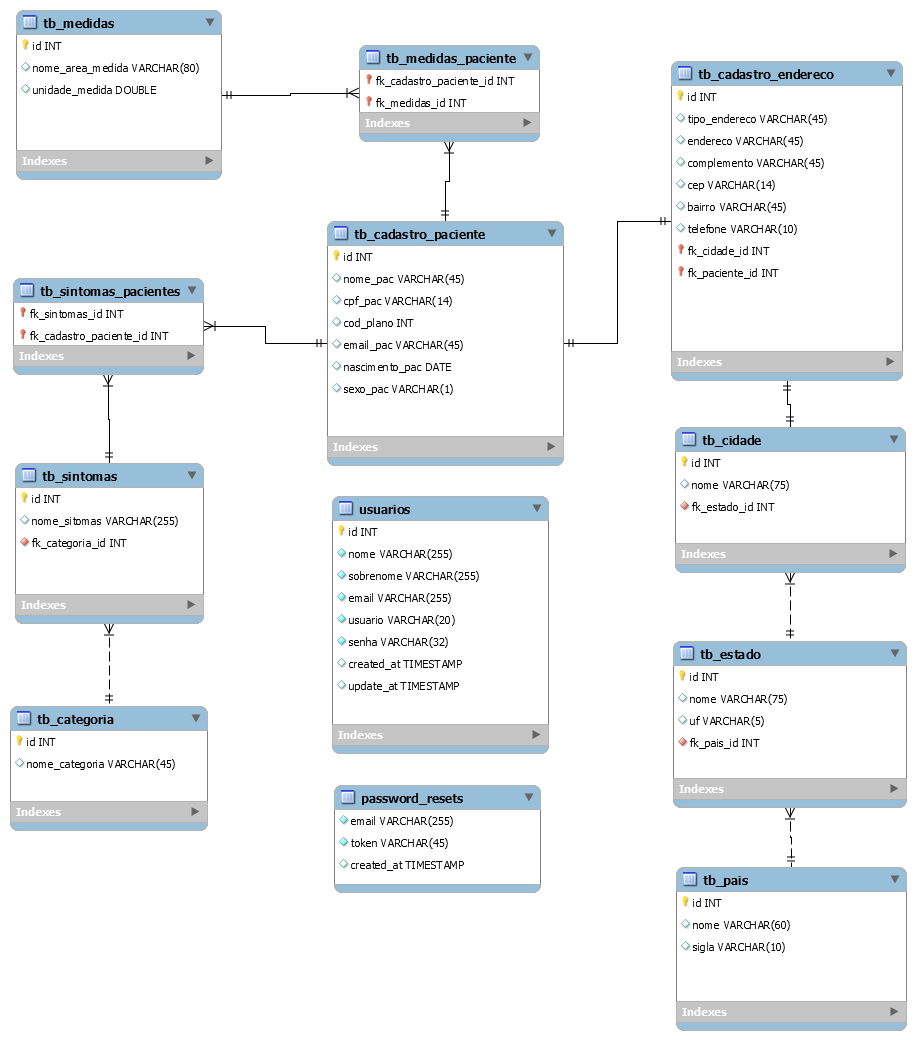 tb_medidas
id INT
nome_area_medida VARCHAR(80)
unidade_medida DOUBLE
Indexes
tb_medidas_paciente
fk_cadastro_paciente_id INT
fk_medidas_id INT
Indexes
tb_cadastro_endereco
id INT
tipo_endereco VARCHAR(45)
endereco VARCHAR(45)
complemento VARCHAR(45)
cep VARCHAR(14)
bairro VARCHAR(45)
telefone VARCHAR(10)
fk_cidade_id INT
fk_paciente_id INT
Indexes
tb_cadastro_paciente
id INT
nome_pac VARCHAR(45)
cpf_pac VARCHAR(14)
cod_plano INT
email_pac VARCHAR(45)
nascimento_pac DATE
sexo_pac VARCHAR(1)
Indexes
tb_sintomas_pacientes
fk_sintomas_id INT
fk_cadastro_paciente_id INT
Indexes
tb_sintomas
id INT
nome_sitomas VARCHAR(255)
fk_categoria_id INT
Indexes
usuarios
id INT
nome VARCHAR(255)
sobrenome VARCHAR(255)
email VARCHAR(255)
usuario VARCHAR(20)
senha VARCHAR(32)
created_at TIMESTAMP
update_at TIMESTAMP
Indexes
tb_cidade
id INT
nome VARCHAR(75)
fk_estado_id INT
Indexes
tb_estado
id INT
nome VARCHAR(75)
uf VARCHAR(5)
fk_pais_id INT
Indexes
tb_categoria
id INT
nome_categoria VARCHAR(45)
Indexes
password_resets
email VARCHAR(255)
token VARCHAR(45)
created_at TIMESTAMP
tb_pais
id INT
nome VARCHAR(60)
sigla VARCHAR(10)
Indexes